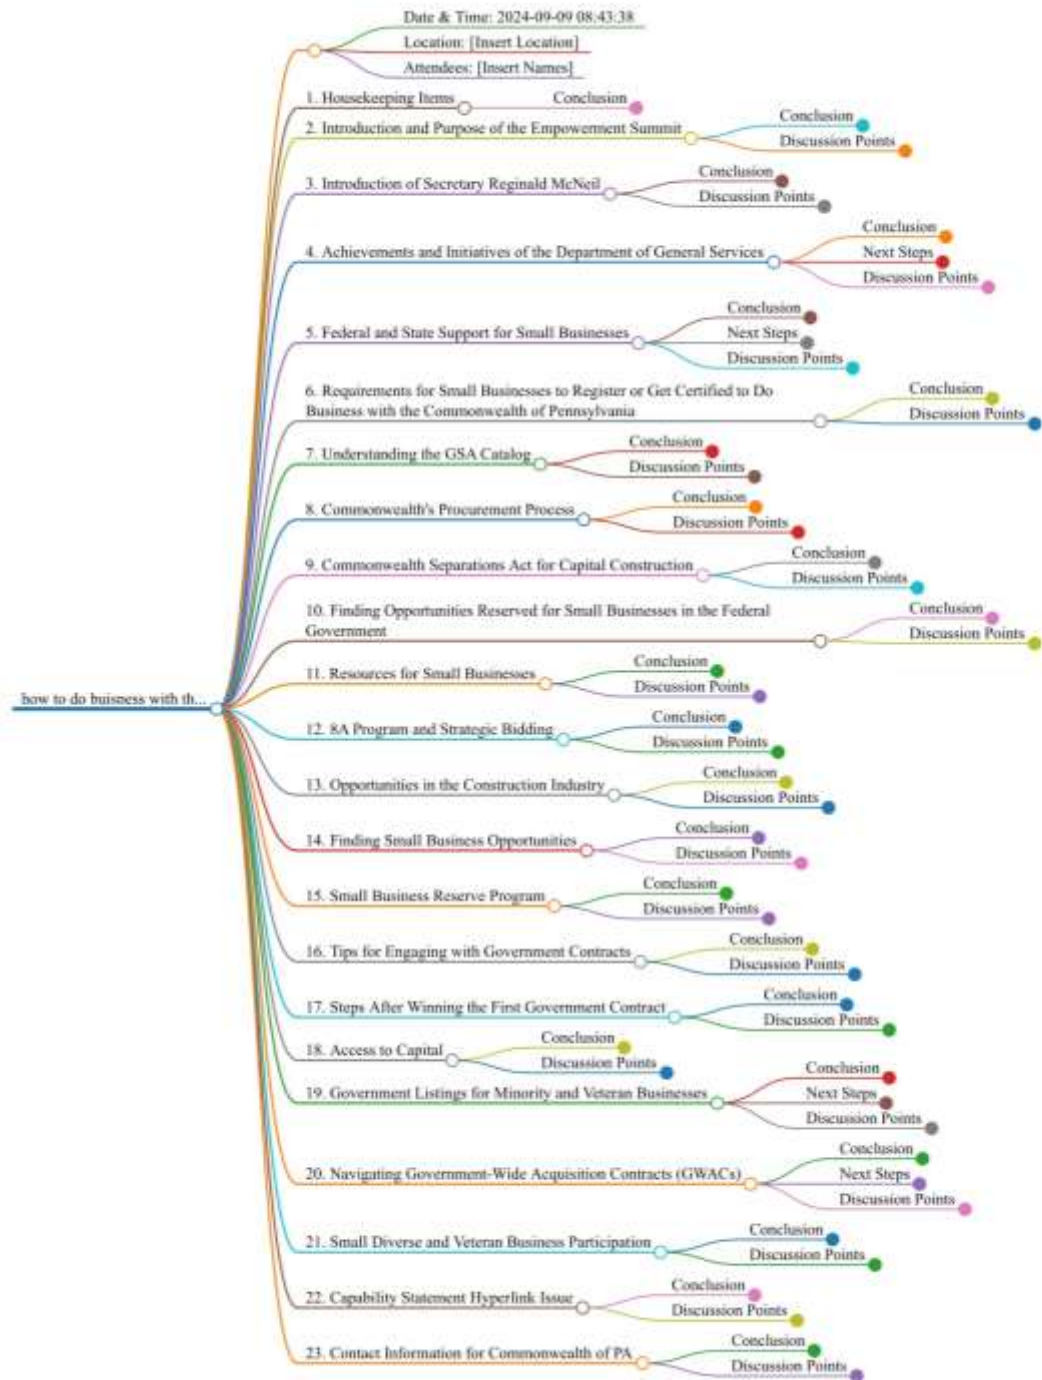 Date & Time: 2024-09-09 08:43:38
Location: [Insert Location]
Attendees: [Insert Names]
1. Housekeeping Items
Conclusion
2. Introduction and Purpose of the Empowerment Summit
Conclusion
Discussion Points
3. Introduction of Secretary Reginald McNeil
Conclusion
Discussion Points
4. Achievements and Initiatives of the Department of General Services
Conclusion
Next Steps
Discussion Points
5. Federal and State Support for Small Businesses
Conclusion
Next Steps
Discussion Points
6. Requirements for Small Businesses to Register or Get Certified to Do
Business with the Commonwealth of Pennsylvania
Conclusion
Discussion Points
7. Understanding the GSA Catalog
Conclusion
Discussion Points
8. Commonwealth's Procurement Process
Conclusion
Discussion Points
9. Commonwealth Separations Act for Capital Construction
Conclusion
Discussion Points
10. Finding Opportunities Reserved for Small Businesses in the Federal
Government
Conclusion
Discussion Points
11. Resources for Small Businesses
Conclusion
Discussion Points
how to do buisness with th...
12. 8A Program and Strategic Bidding
Conclusion
Discussion Points
13. Opportunities in the Construction Industry
Conclusion
Discussion Points
14. Finding Small Business Opportunities
Conclusion
Discussion Points
15. Small Business Reserve Program
Conclusion
Discussion Points
16. Tips for Engaging with Government Contracts
Conclusion
Discussion Points
17. Steps After Winning the First Government Contract
Conclusion
Discussion Points
18. Access to Capital
Conclusion
Discussion Points
19. Government Listings for Minority and Veteran Businesses
Conclusion
Next Steps
Discussion Points
20. Navigating Government-Wide Acquisition Contracts (GWACs)
Conclusion
Next Steps
Discussion Points
21. Small Diverse and Veteran Business Participation
Conclusion
Discussion Points
22. Capability Statement Hyperlink Issue
Conclusion
Discussion Points
23. Contact Information for Commonwealth of PA
Conclusion
Discussion Points